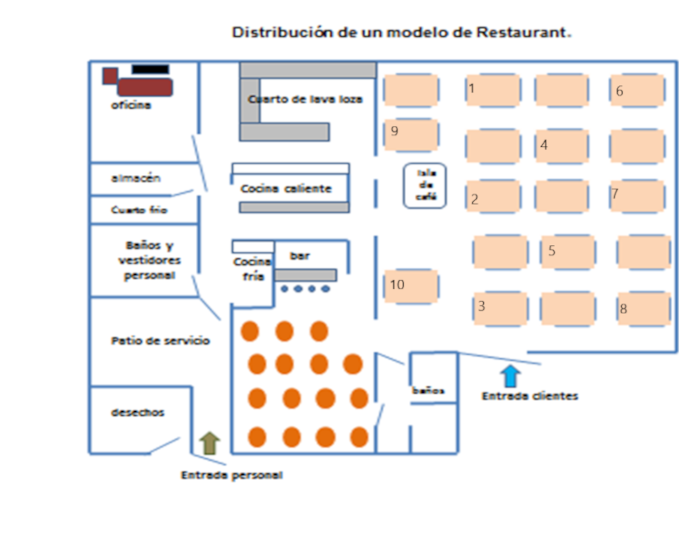 Distribución de un modelo de Restaurant.
oficina
Cuarto de lava loza
1
6
9
4
almacén
Cocina caliente
Isla
de
café
2
7
Cuarto frio
Baños y
vestidores
personal
Cocina
fría
bar
5
10
3
8
Patio de servicio
baños
Entrada clientes
desechos
Entrada personal